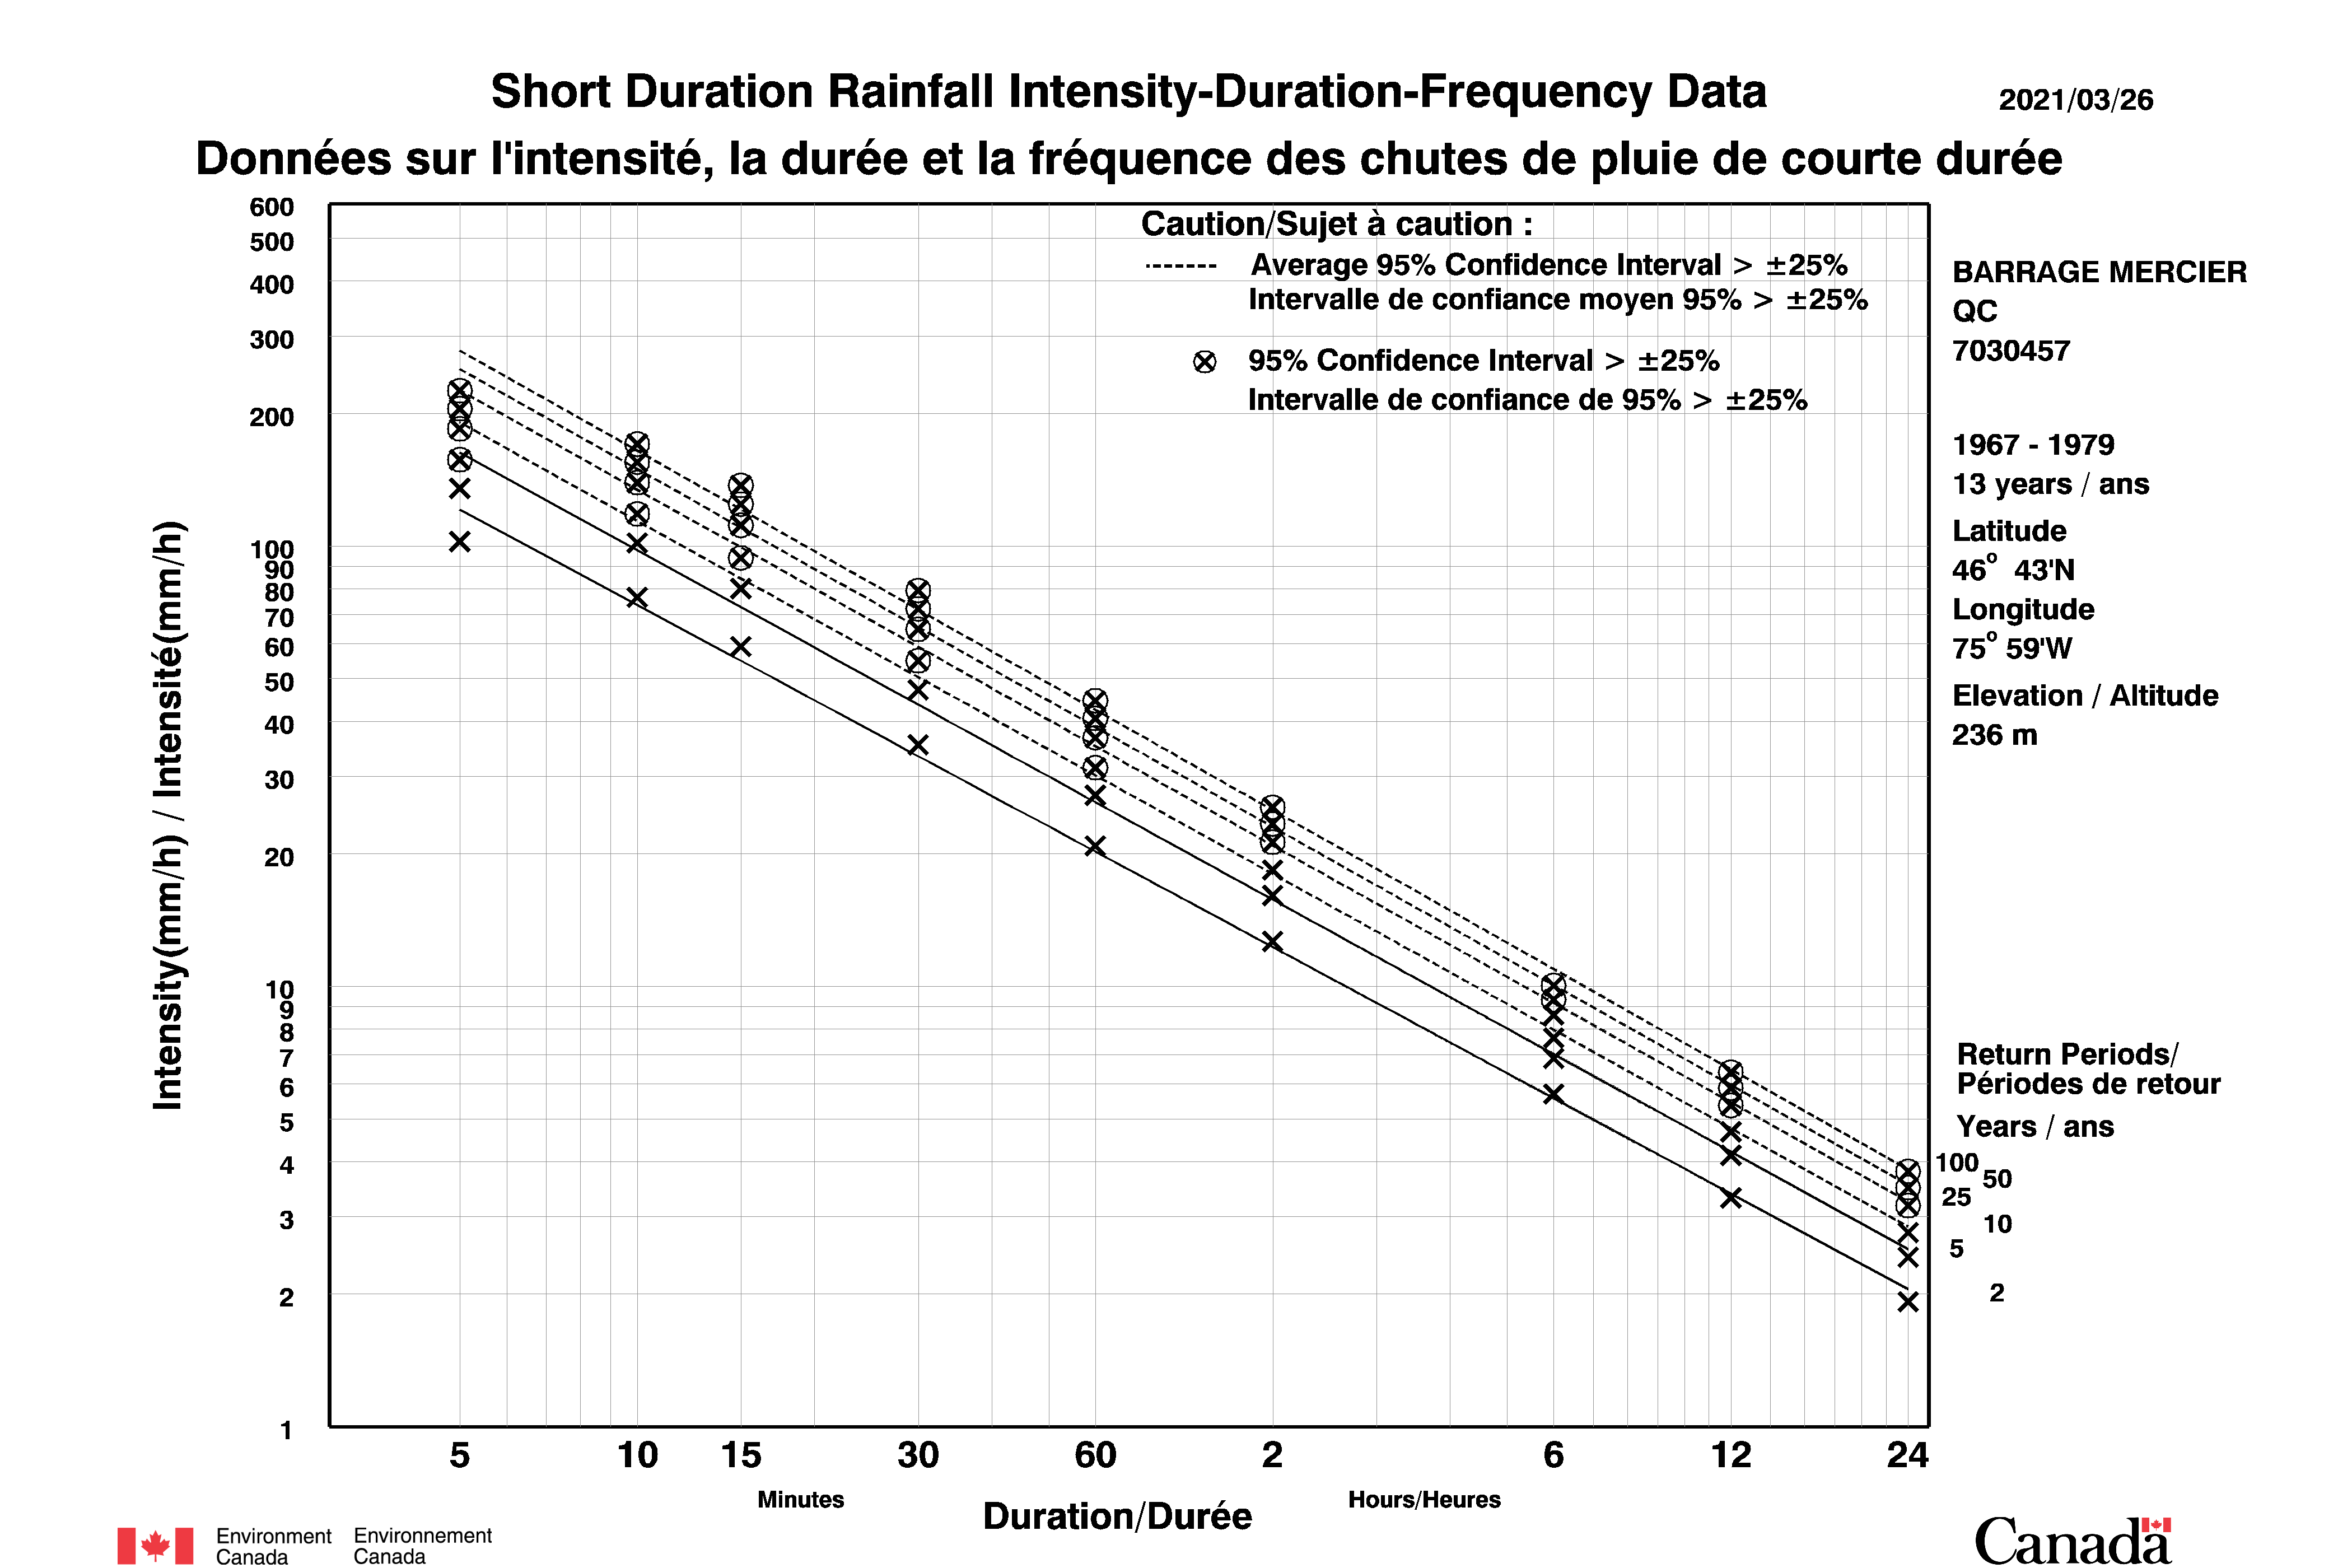 Short Duration Rainfall Intensity-Duration-Frequency Data
2021/03/26
Données sur l'intensité, la durée et la fréquence des chutes de pluie de courte durée
Caution/Sujet à caution :
Average 95% Confidence Interval > ±25%
Intervalle de confiance moyen 95% > ±25%
95% Confidence Interval > ±25%
Intervalle de confiance de 95% > ±25%
BARRAGE MERCIER
QC
7030457
1967 - 1979
13 years / ans
Latitude
46° 43'N
Longitude
75° 59'W
Elevation / Altitude
236 m
Return Periods/
Périodes de retour
Years / ans
100
50
25
10
5
2
Intensity(mm/h) / Intensité(mm/h)
600
500
400
300
200
100
90
80
70
60
50
40
30
20
10
9
8
7
6
5
4
3
2
1
5 10 15 30 60 2 6 12 24
Minutes
Hours/Heures
Duration/Durée
Environment
Canada
Environnement
Canada
Canada